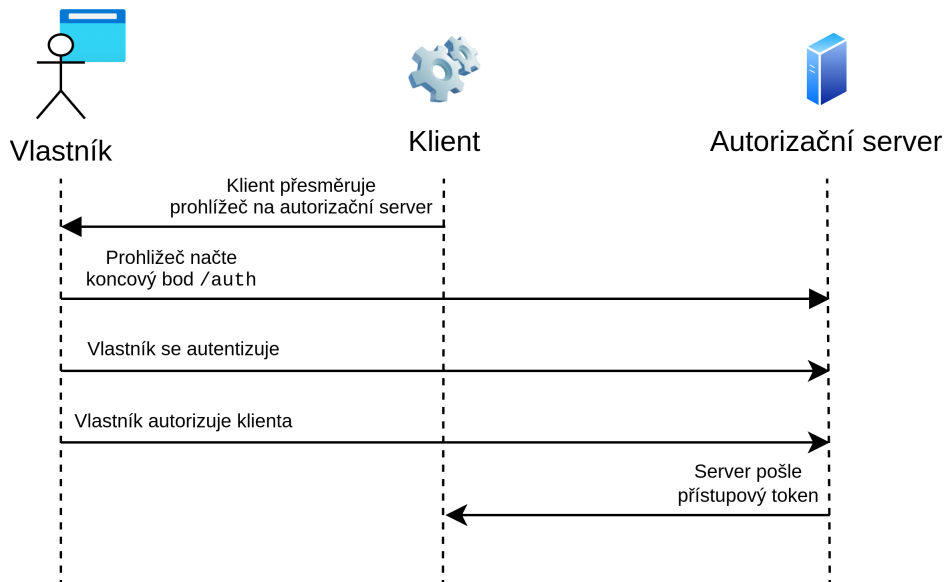 Vlastník
Klient
Autorizační server
Klient přesměruje
prohlížeč na autorizační server
Prohližeč načte
koncový bod /auth
Vlastník se autentizuje
Vlastník autorizuje klienta
Server pošle
přístupový token